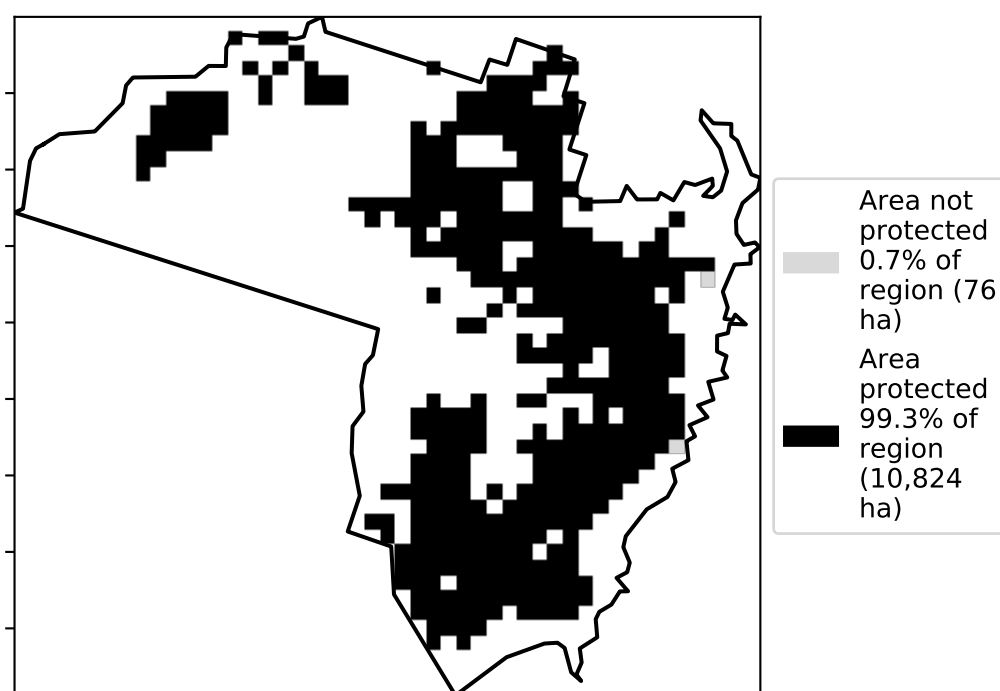 Area not
protected
0.7% of
region (76
ha)
Area
protected
99.3% of
region
(10,824
ha)